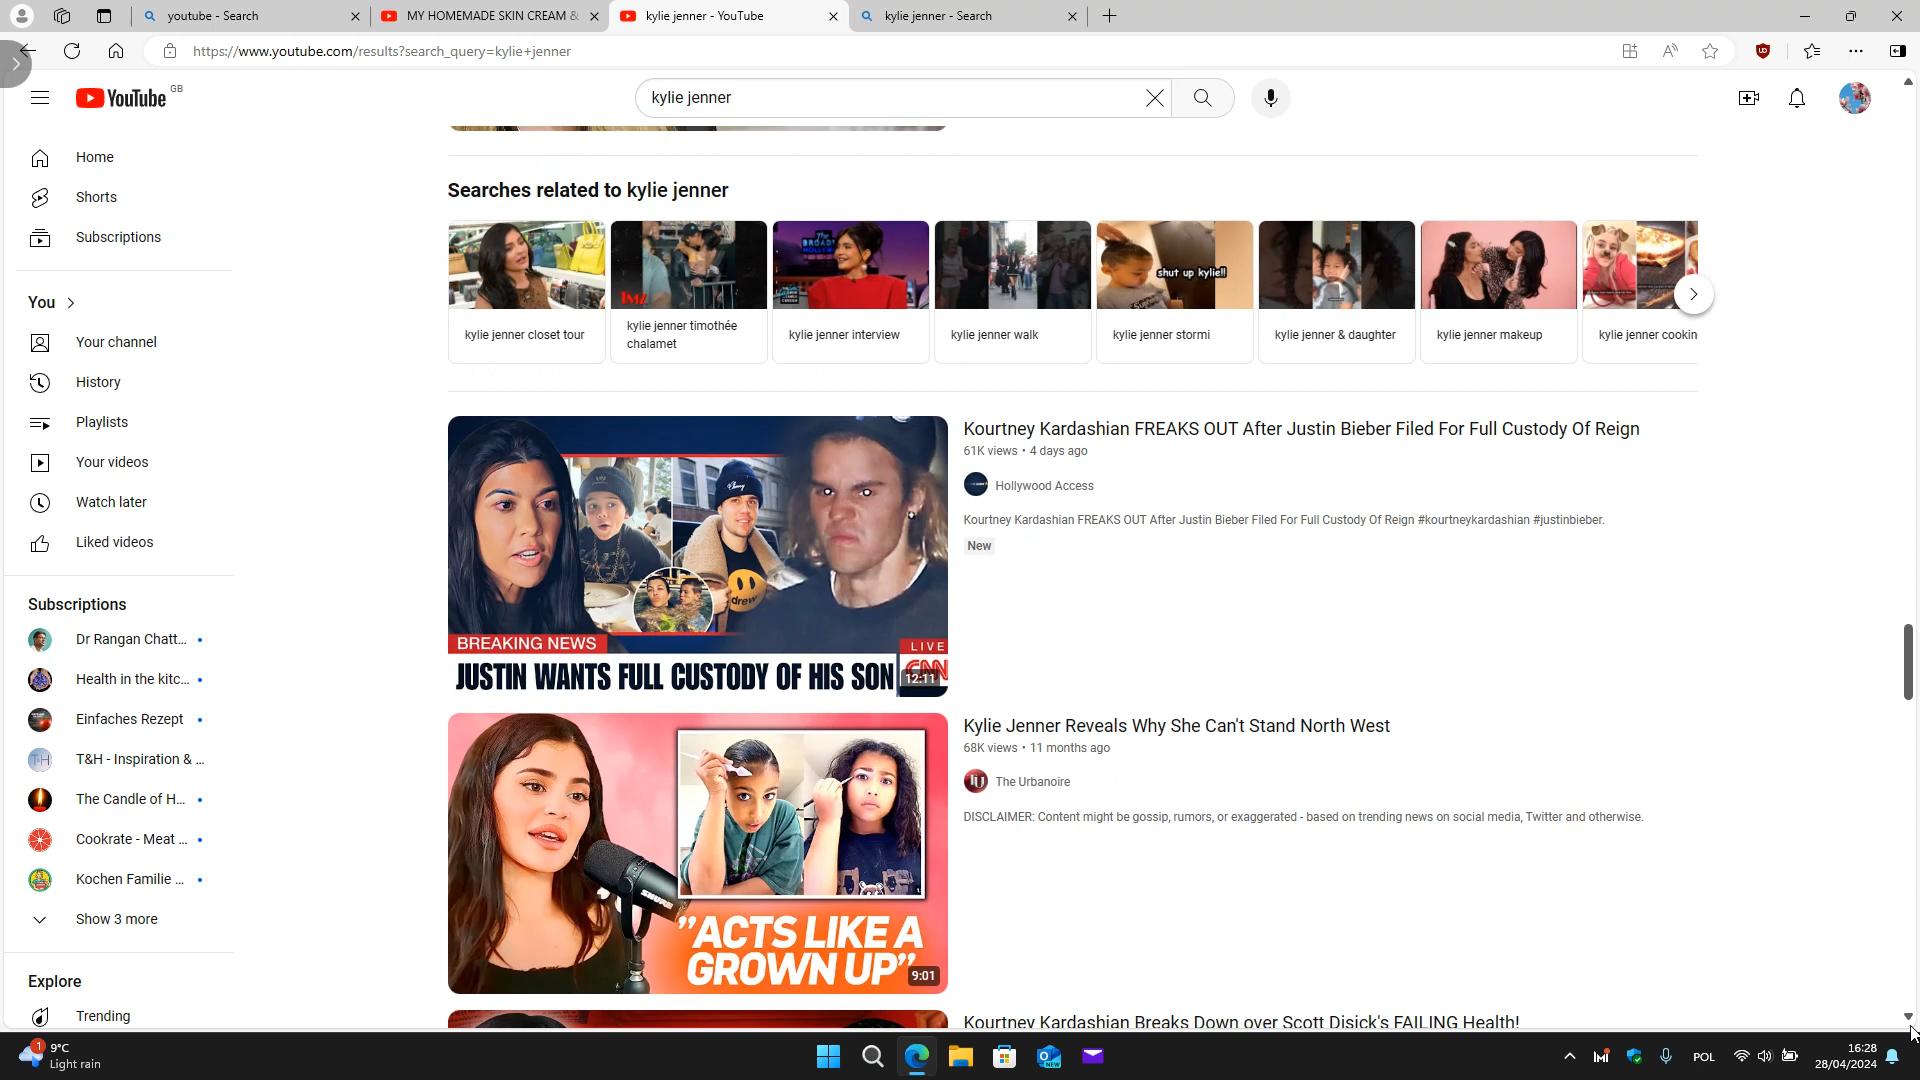 youtube - Search
MY HOMEMADE SKIN CREAM &
kylie jenner - YouTube
kylie jenner - Search
https://www.youtube.com/results?search_query=kylie+jenner
YouTube GB
kylie jenner
Home
Shorts
Subscriptions
You
Your channel
History
Playlists
Your videos
Watch later
Liked videos
Subscriptions
Dr Rangan Chatt...
Health in the kitc...
Einfaches Rezept
T&H - Inspiration & ...
The Candle of H...
Cookrate - Meat ...
Kochen Familie ...
Show 3 more
Explore
Trending
Searches related to kylie jenner
TMZ
THE BROAD
HOLLYW
shut up kylie!!
kylie jenner closet tour
kylie jenner timothée
chalamet
kylie jenner interview
kylie jenner walk
kylie jenner stormi
kylie jenner & daughter
kylie jenner makeup
kylie jenner cookin
drew
BREAKING NEWS
LIVE
JUSTIN WANTS FULL CUSTODY OF HIS SON
CNN
12:11
Kourtney Kardashian FREAKS OUT After Justin Bieber Filed For Full Custody Of Reign
61K views • 4 days ago
Hollywood Access
Kourtney Kardashian FREAKS OUT After Justin Bieber Filed For Full Custody Of Reign #kourtneykardashian #justinbieber.
New
SHURE
"ACTS LIKE A
GROWN UP"
9:01
Kylie Jenner Reveals Why She Can't Stand North West
68K views • 11 months ago
The Urbanoire
DISCLAIMER: Content might be gossip, rumors, or exaggerated - based on trending news on social media, Twitter and otherwise.
Kourtney Kardashian Breaks Down over Scott Disick's FAILING Health!
1
9°C
Light rain
NEW
POL
16:28
28/04/2024